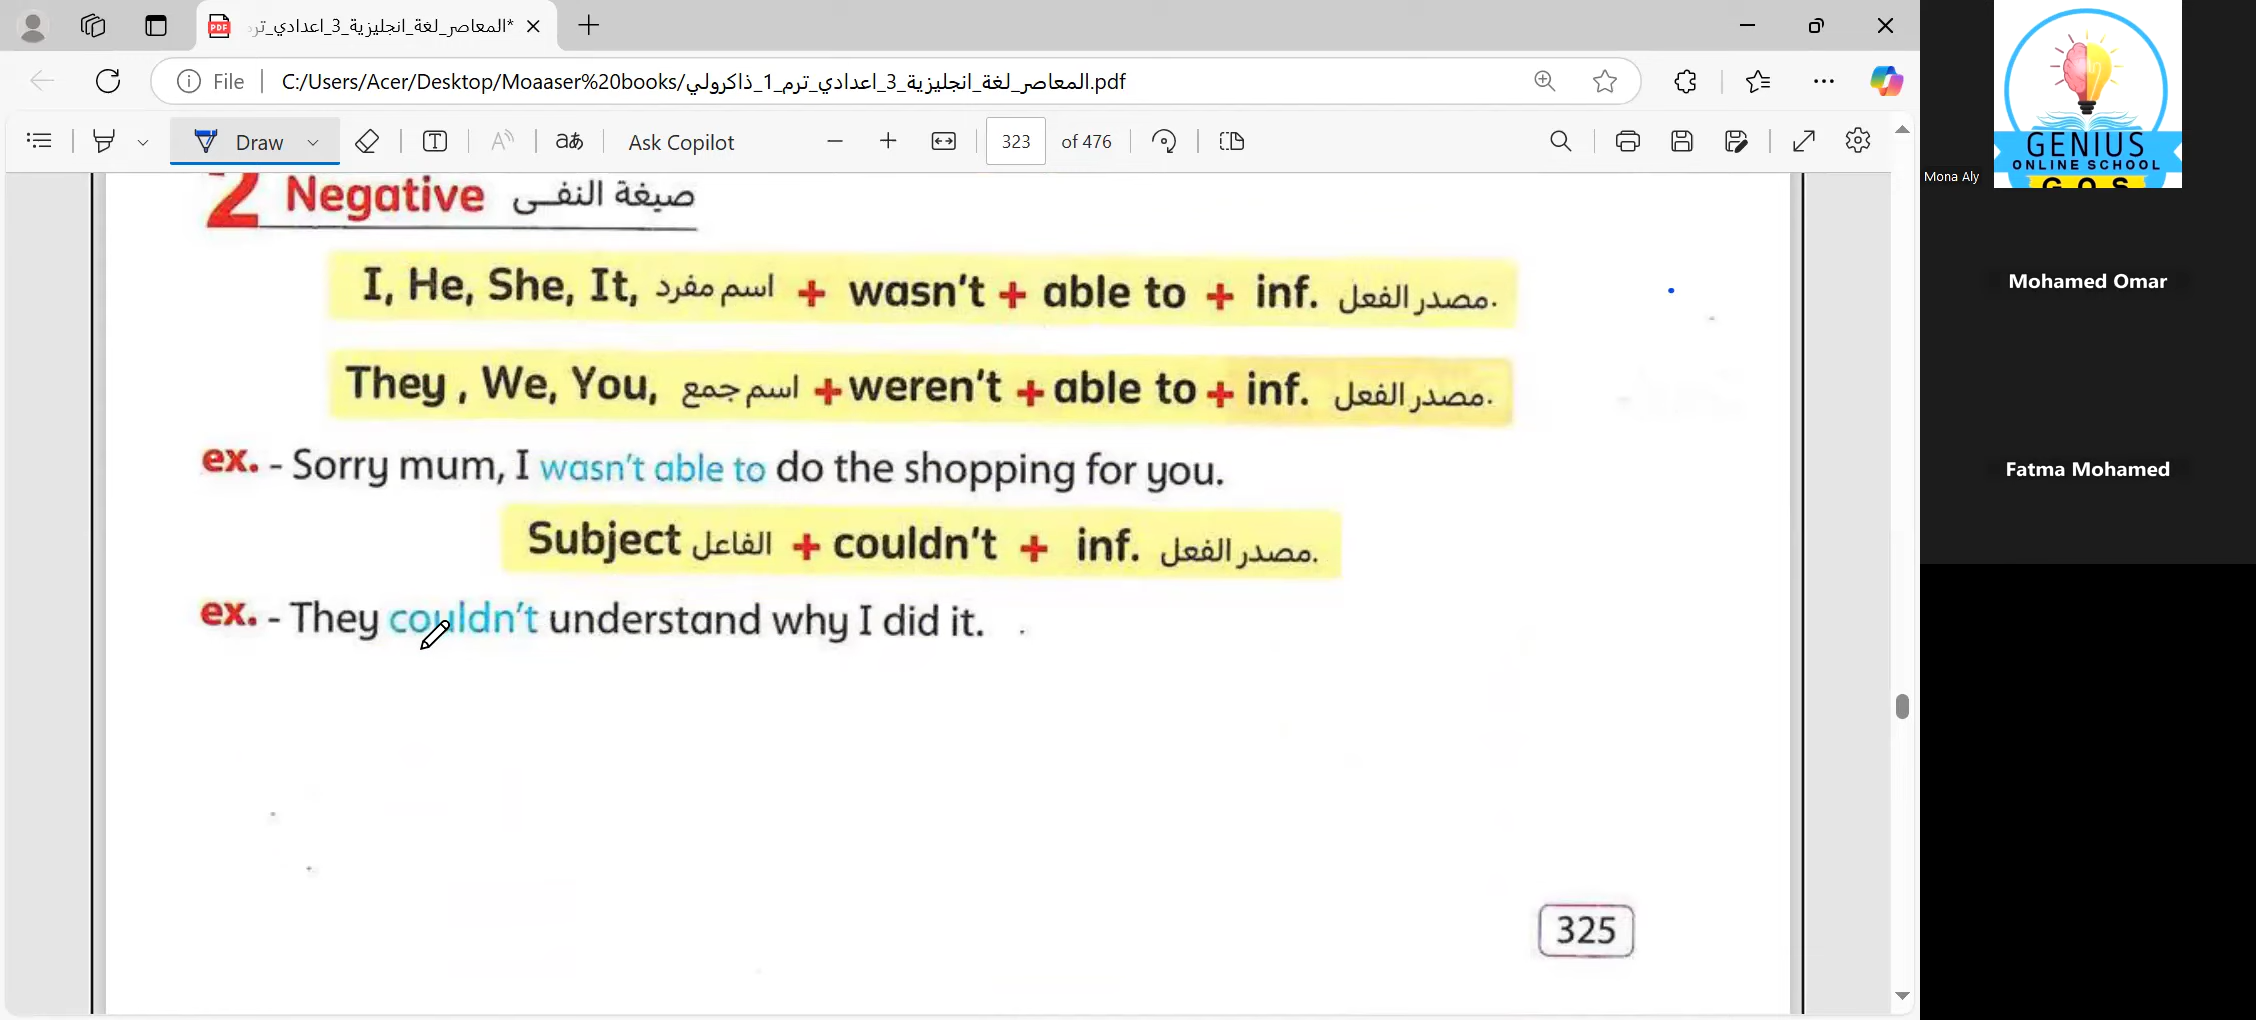 *المعاصر_لغة_انجليزية_3_اعدادي_تر
File C:/Users/Acer/Desktop/Moaaser%20books/المعاصر_لغة_انجليزية_3_اعدادي_ترم_1_ذاكرولي.pdf
Draw Ask Copilot 323 of 476
GENIUS
ONLINE SCHOOL
GOS
Mona Aly
Mohamed Omar
Fatma Mohamed
2 Negative صيغة النفى
I, He, She, It, اسم مفرد + wasn't + able to + inf. مصدر الفعل.
They , We, You, اسم جمع + weren't + able to + inf. مصدر الفعل.
ex. - Sorry mum, I wasn't able to do the shopping for you.
Subject الفاعل + couldn't + inf. مصدر الفعل.
ex. - They couldn't understand why I did it.
325